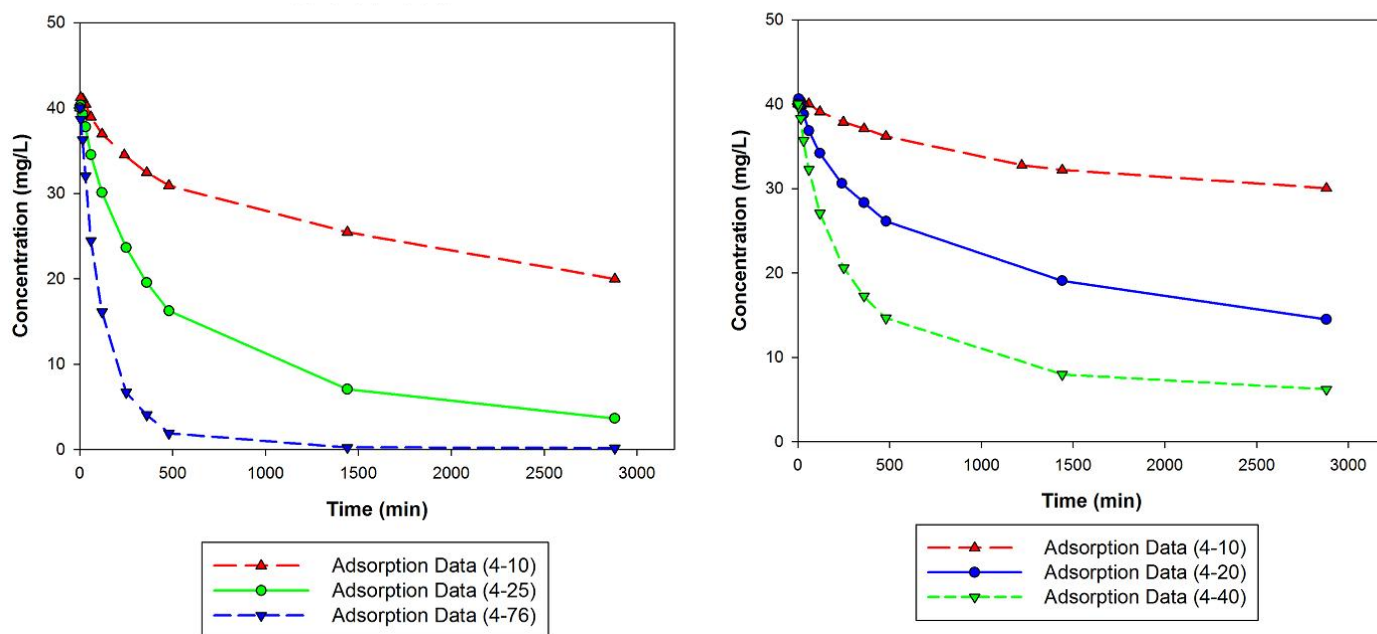 50
40
30
20
10
0
Concentration (mg/L)
0 500 1000 1500 2000 2500 3000
Time (min)
Adsorption Data (4-10)
Adsorption Data (4-25)
Adsorption Data (4-76)
50
40
30
20
10
0
Concentration (mg/L)
0 500 1000 1500 2000 2500 3000
Time (min)
Adsorption Data (4-10)
Adsorption Data (4-20)
Adsorption Data (4-40)